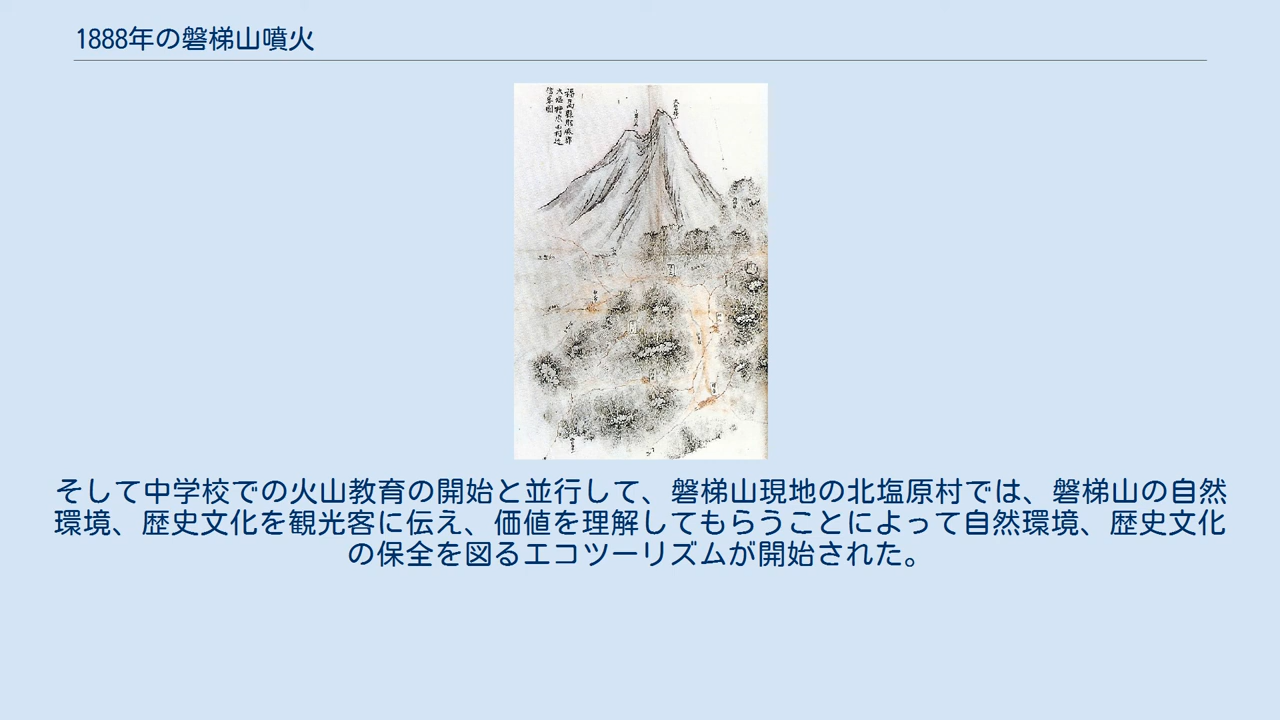 1888年の磐梯山噴火
そして中学校での火山教育の開始と並行して、磐梯山現地の北塩原村では、磐梯山の自然
環境、歴史文化を観光客に伝え、価値を理解してもらうことによって自然環境、歴史文化
の保全を図るエコツーリズムが開始された。